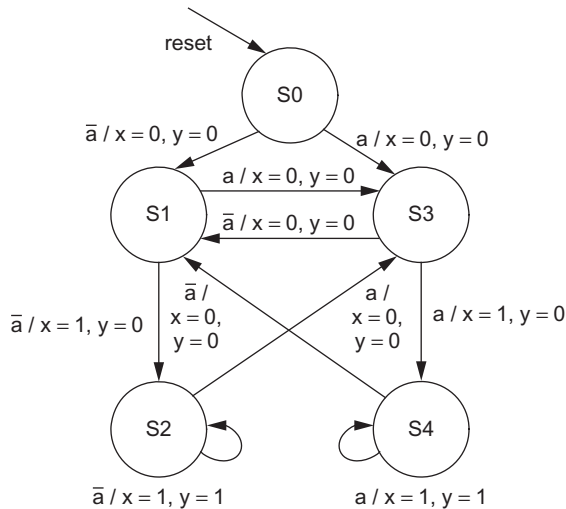 reset
S0
a̅ / x = 0, y = 0
a / x = 0, y = 0
a / x = 0, y = 0
S1
S3
a̅ / x = 0, y = 0
a̅ /
x = 0,
y = 0
a /
x = 0,
y = 0
a̅ / x = 1, y = 0
a / x = 1, y = 0
S2
S4
a̅ / x = 1, y = 1
a / x = 1, y = 1